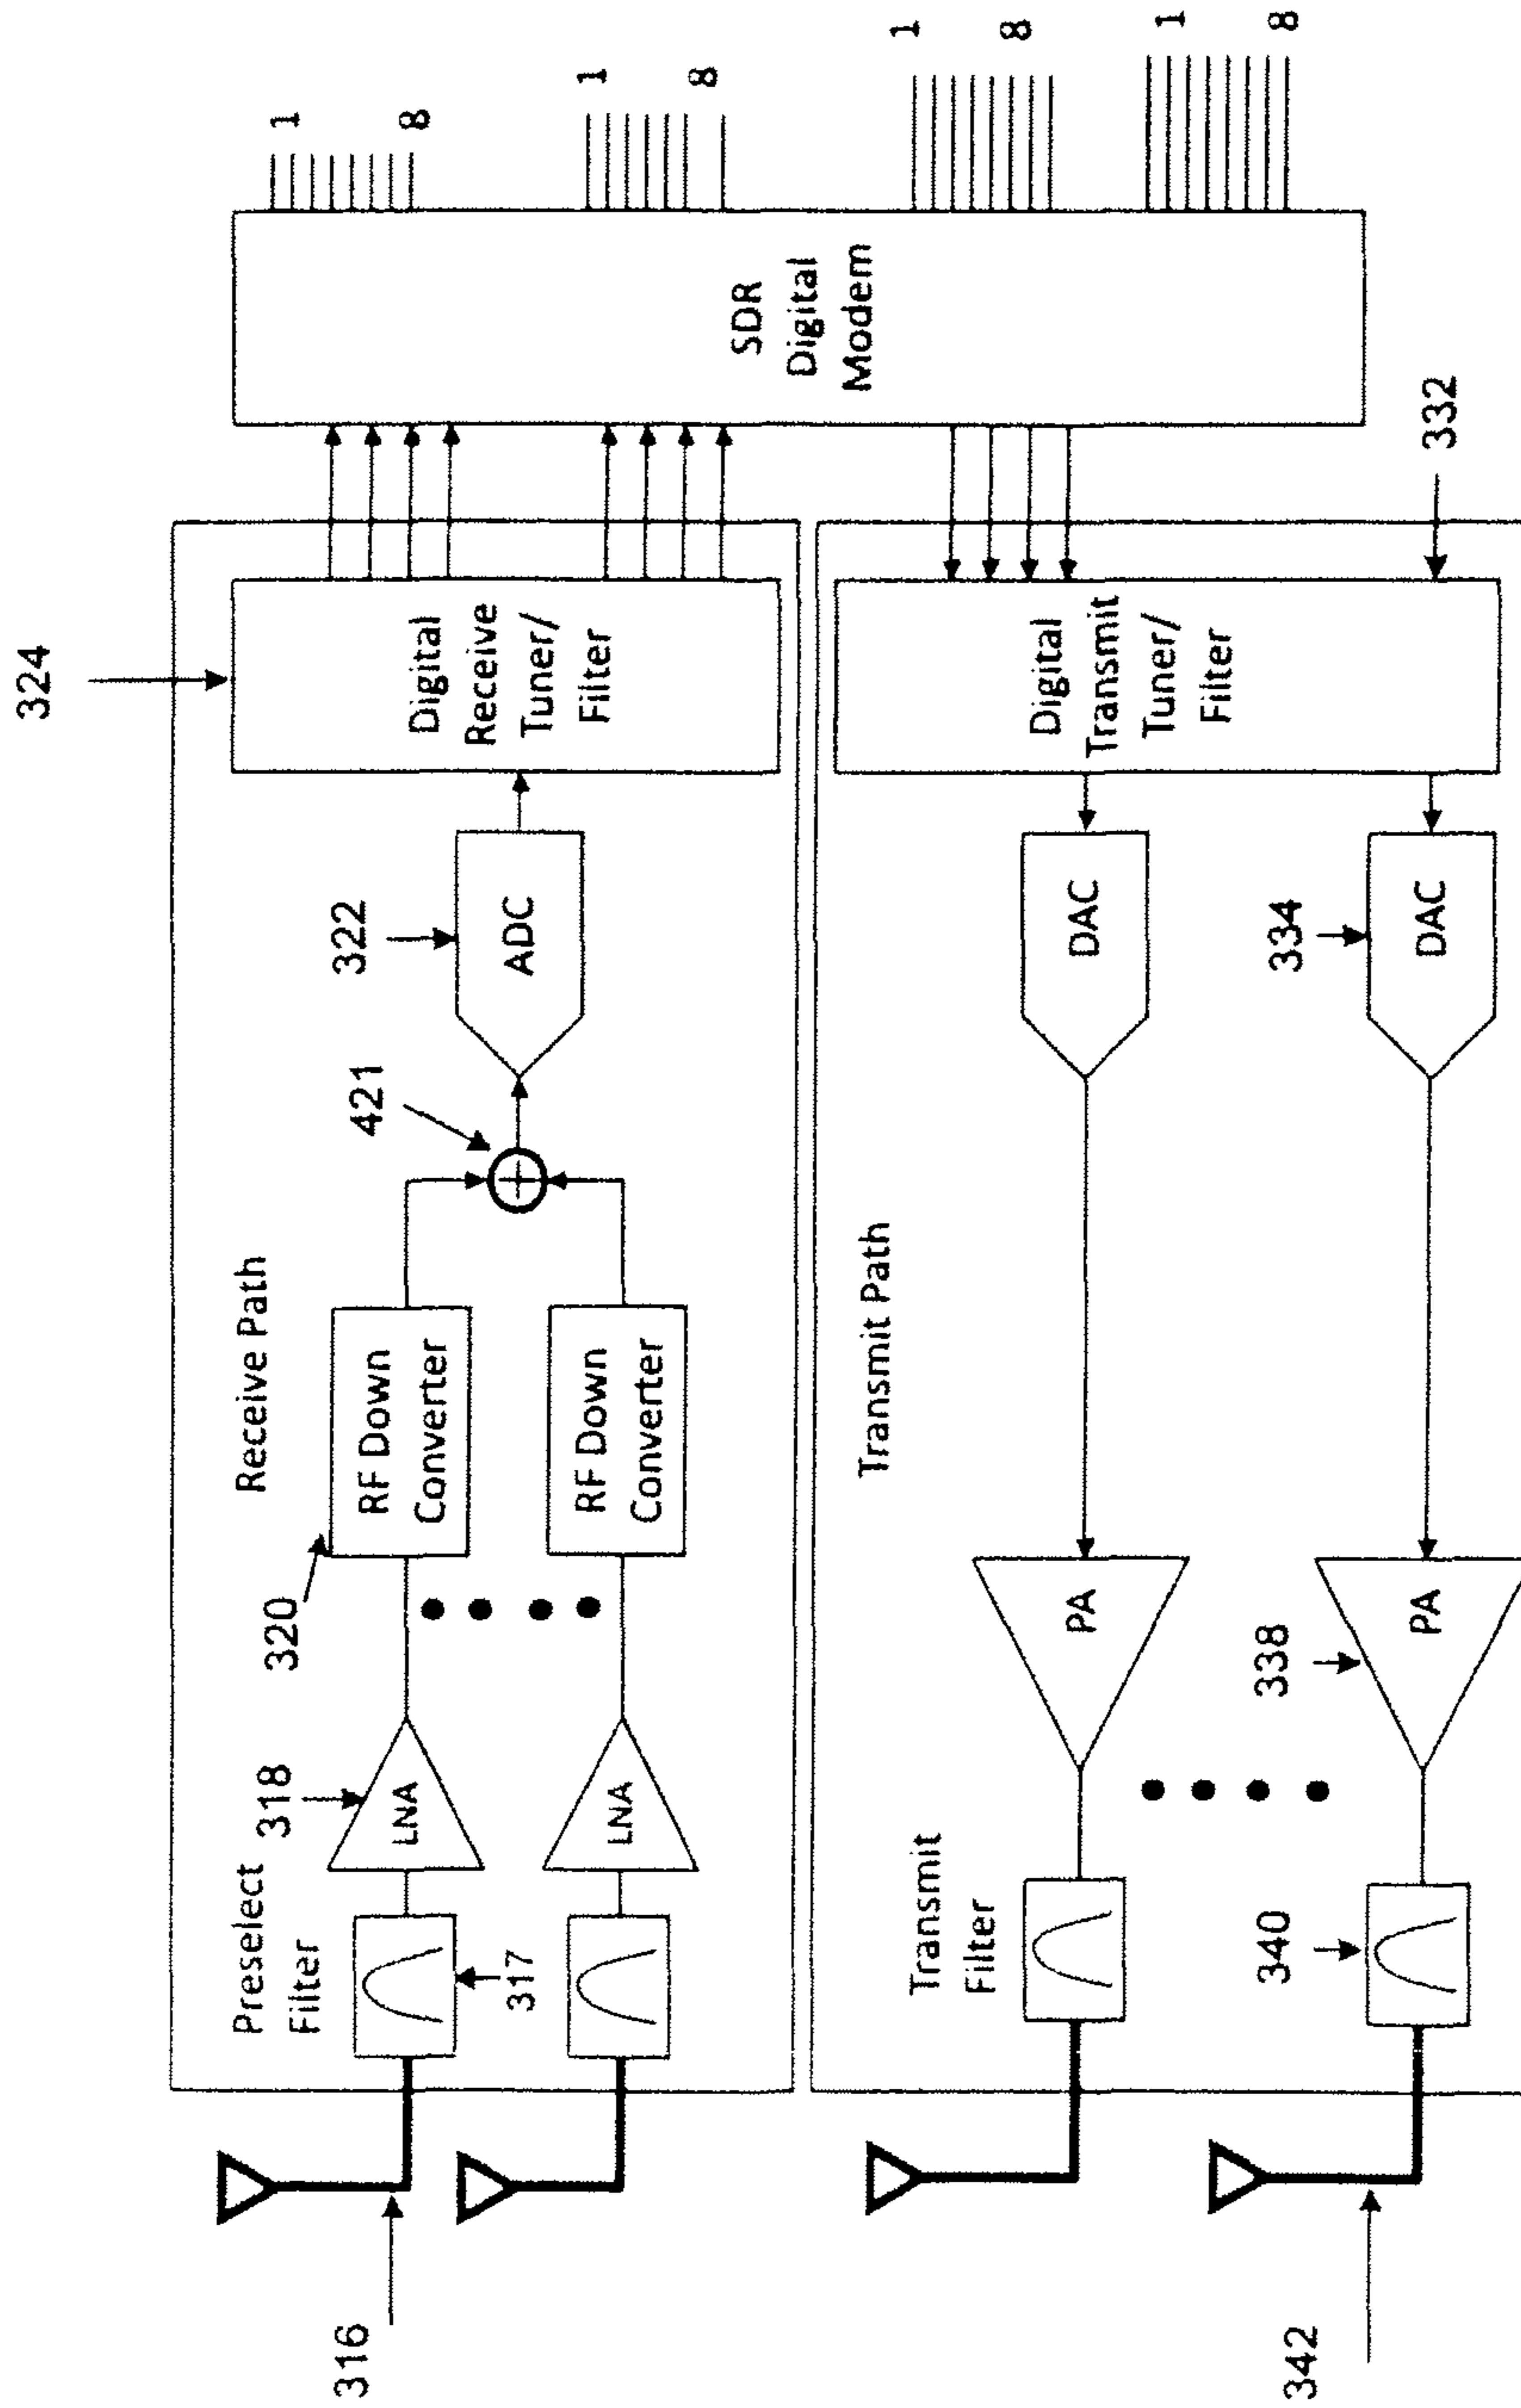 324
Receive Path
Preselect
Filter
316
317
318
LNA
LNA
320
RF Down
Converter
RF Down
Converter
421
322
ADC
Digital
Receive
Tuner/
Filter
SDR
Digital
Modem
1
8
1
8
1
8
1
8
Transmit Path
Transmit
Filter
342
340
338
PA
PA
334
DAC
DAC
Digital
Transmit
Tuner/
Filter
332